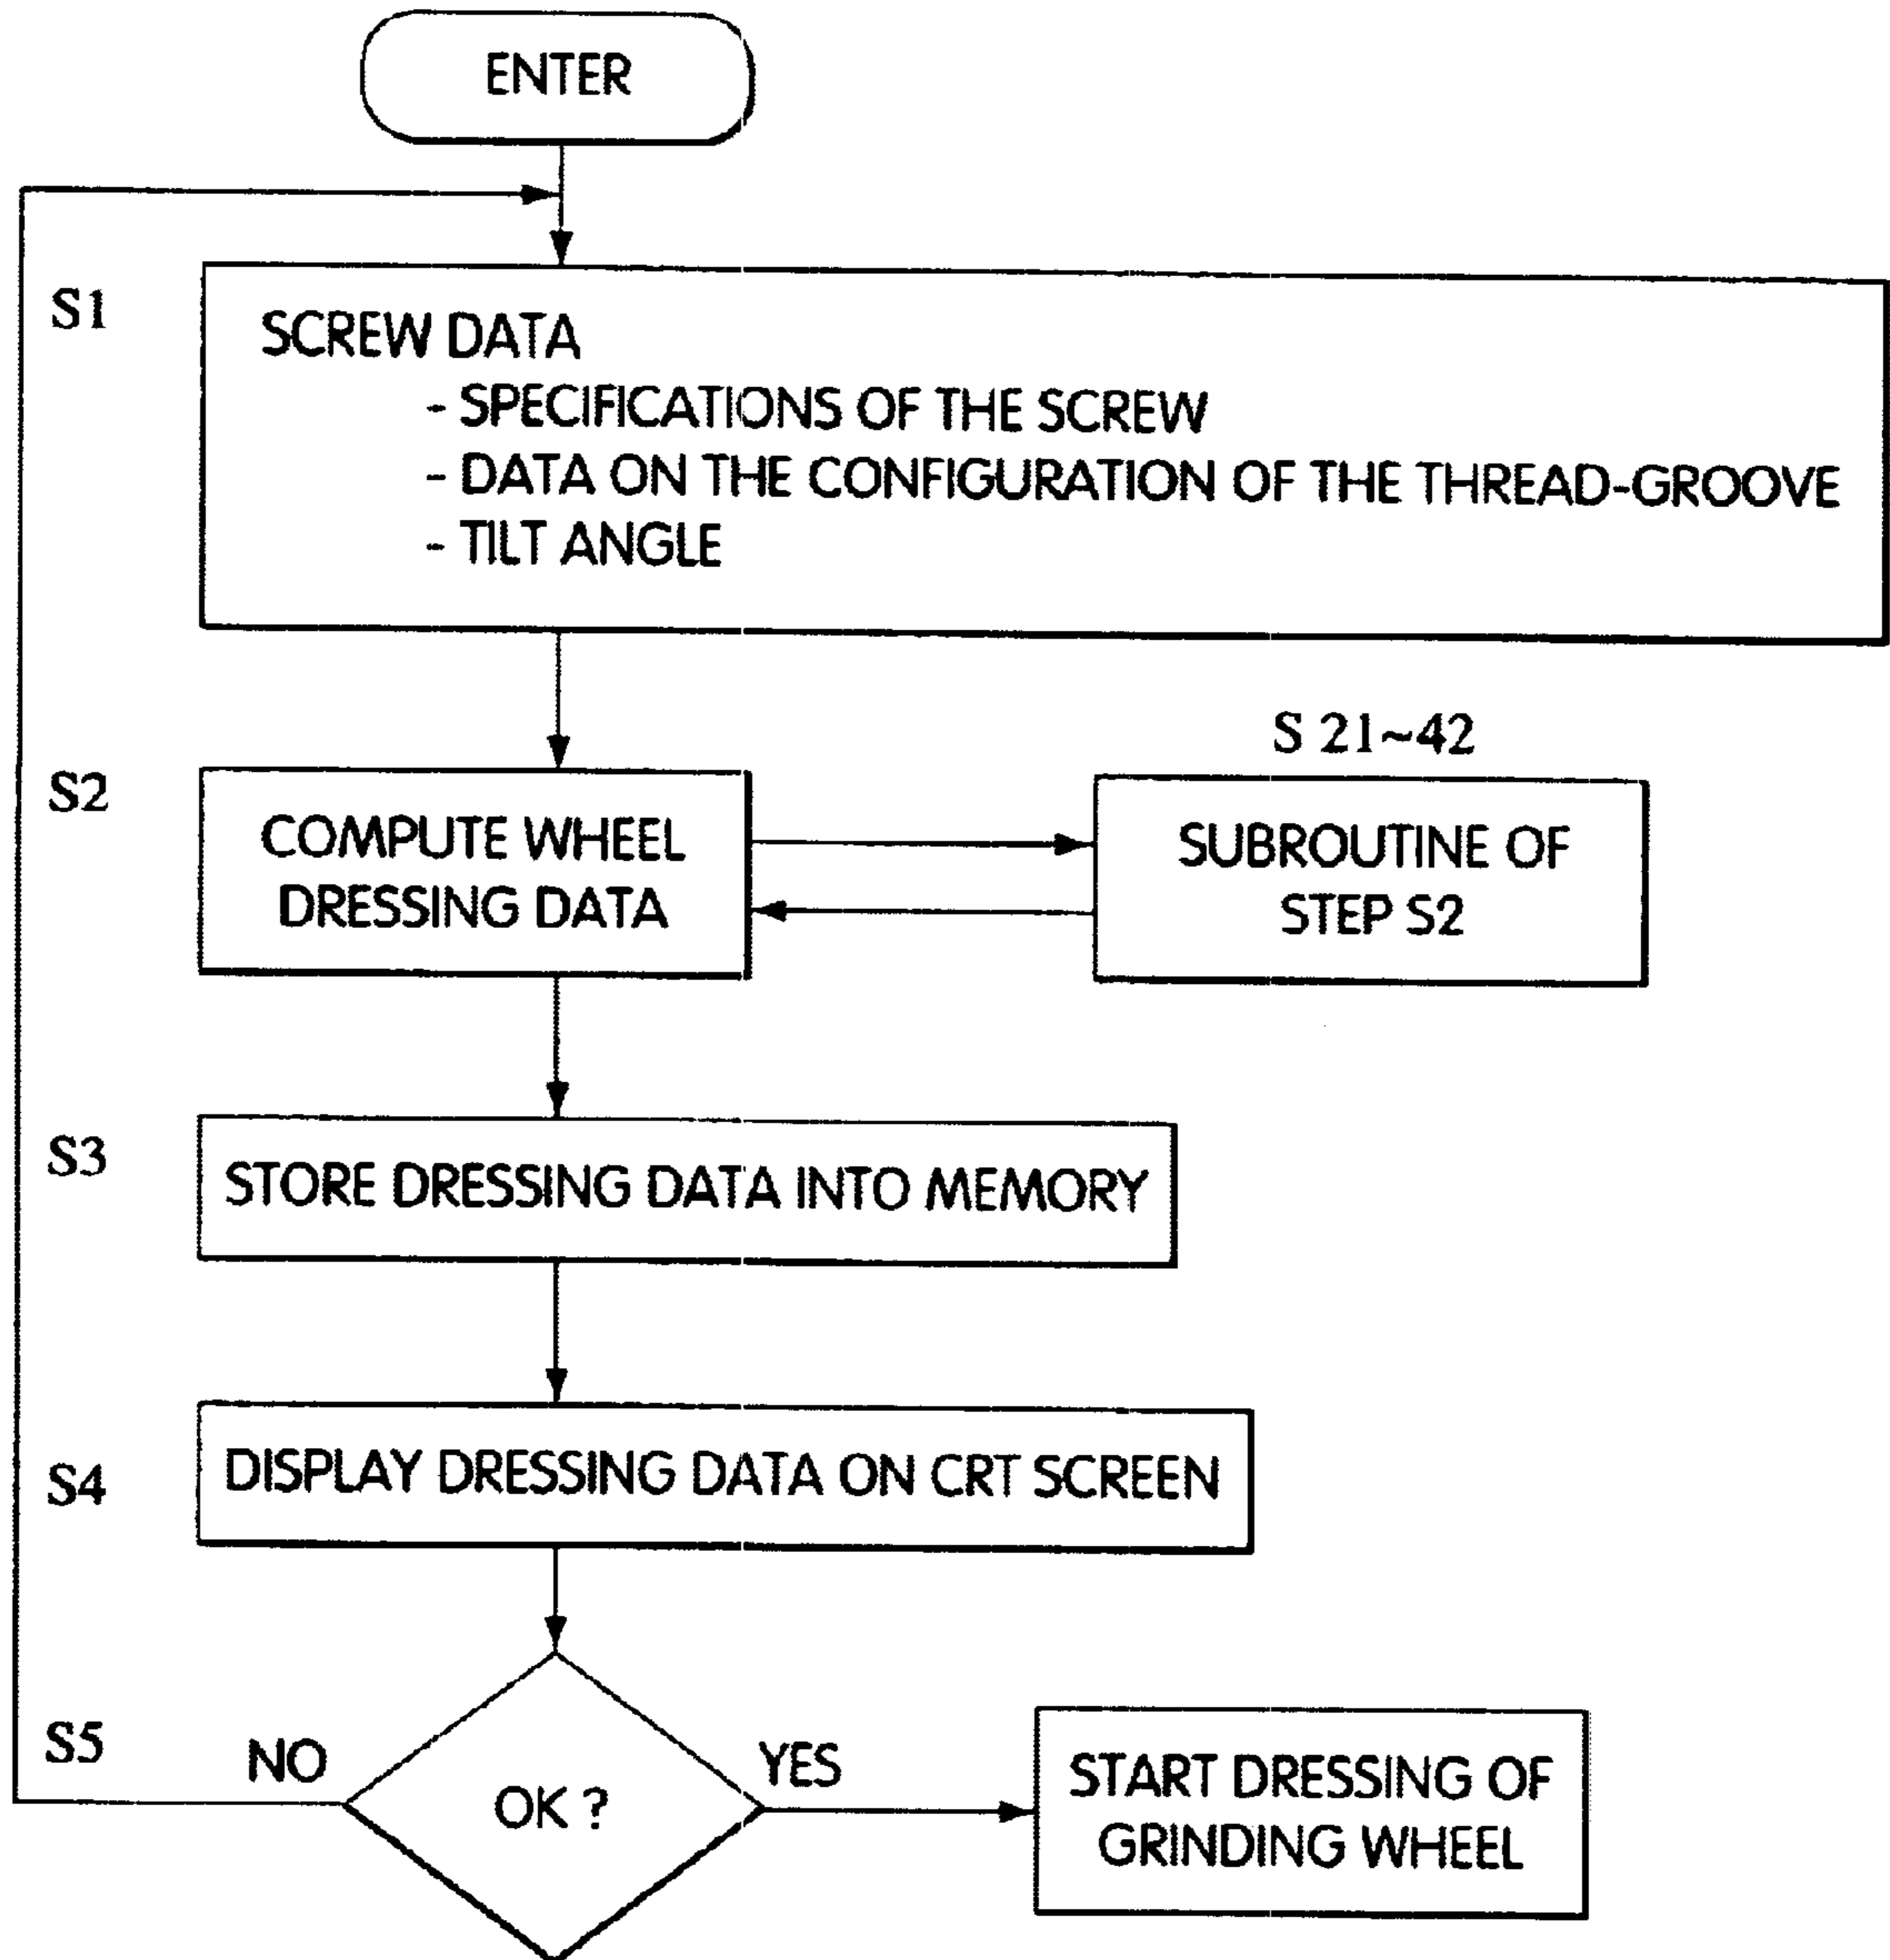 ENTER
S1
SCREW DATA
- SPECIFICATIONS OF THE SCREW
- DATA ON THE CONFIGURATION OF THE THREAD-GROOVE
- TILT ANGLE
S2
COMPUTE WHEEL
DRESSING DATA
S 21~42
SUBROUTINE OF
STEP S2
S3
STORE DRESSING DATA INTO MEMORY
S4
DISPLAY DRESSING DATA ON CRT SCREEN
S5
NO
OK ?
YES
START DRESSING OF
GRINDING WHEEL